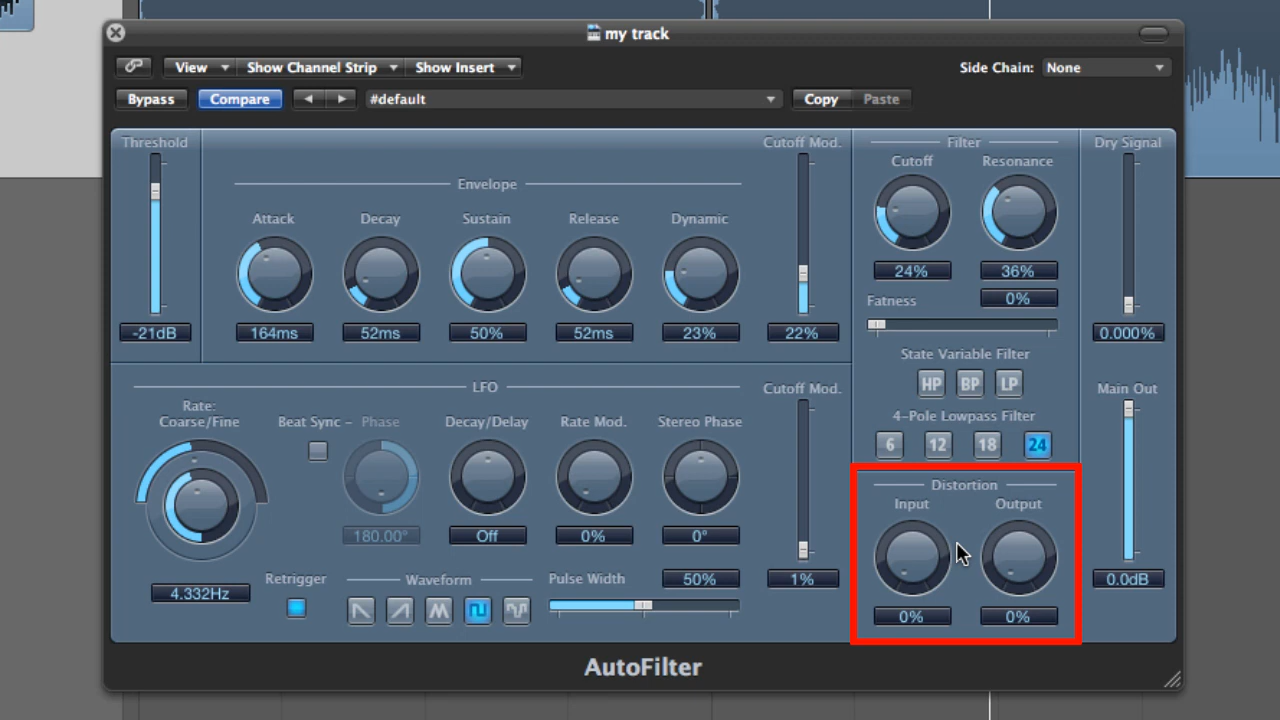 my track
View
Show Channel Strip
Show Insert
Side Chain: None
Bypass
Compare
#default
Copy
Paste
Threshold
-21dB
Envelope
Attack
Decay
Sustain
Release
Dynamic
164ms
52ms
50%
52ms
23%
Cutoff Mod.
22%
Filter
Cutoff
Resonance
24%
36%
Fatness
0%
State Variable Filter
HP
BP
LP
4-Pole Lowpass Filter
6
12
18
24
Dry Signal
0.000%
LFO
Rate:
Coarse/Fine
4.332Hz
Beat Sync – Phase
180.00°
Decay/Delay
Off
Rate Mod.
0%
Stereo Phase
0°
Retrigger
Waveform
Pulse Width
50%
Cutoff Mod.
1%
Distortion
Input
Output
0%
0%
Main Out
0.0dB
AutoFilter